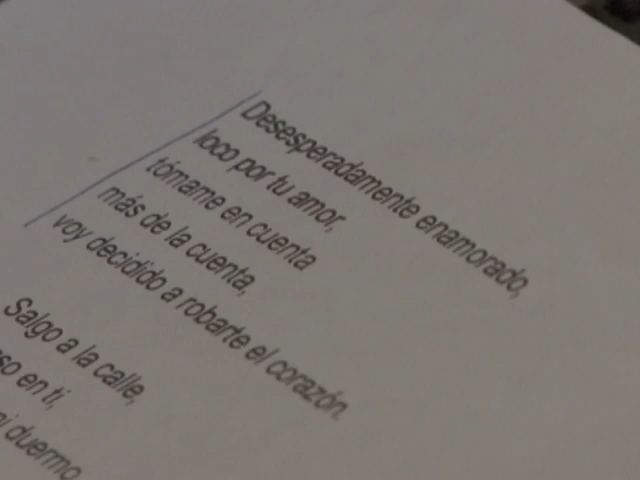 Desesperadamente enamorado,
loco por tu amor,
tómame en cuenta
más de la cuenta,
voy decidido a robarte el corazón.
Salgo a la calle,
en ti,
duermo